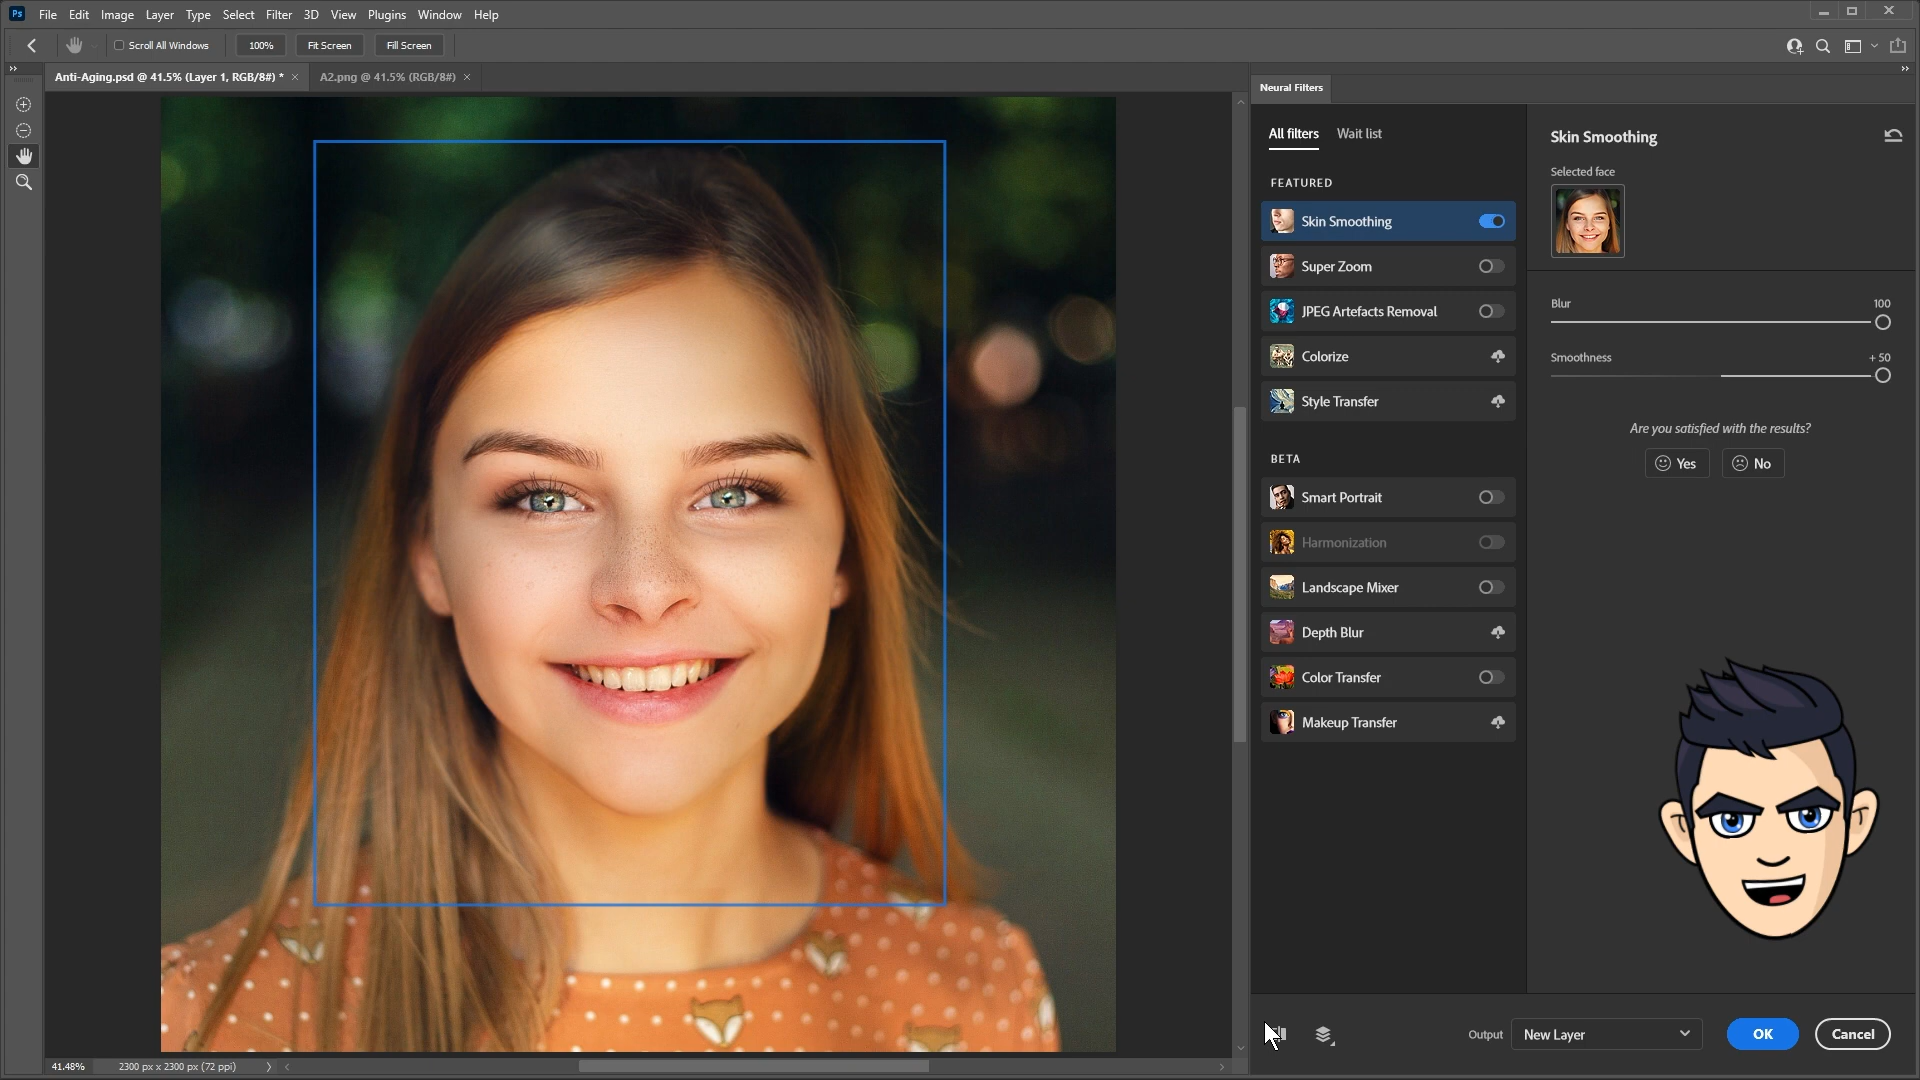 Ps File Edit Image Layer Type Select Filter 3D View Plugins Window Help
Scroll All Windows 100% Fit Screen Fill Screen
Anti-Aging.psd @ 41.5% (Layer 1, RGB/8#) * × A2.png @ 41.5% (RGB/8#) ×
Neural Filters
All filters Wait list
FEATURED
Skin Smoothing
Super Zoom
JPEG Artefacts Removal
Colorize
Style Transfer
BETA
Smart Portrait
Harmonization
Landscape Mixer
Depth Blur
Color Transfer
Makeup Transfer
Skin Smoothing
Selected face
Blur 100
Smoothness + 50
Are you satisfied with the results?
Yes No
Output New Layer OK Cancel
41.48% 2300 px x 2300 px (72 ppi)